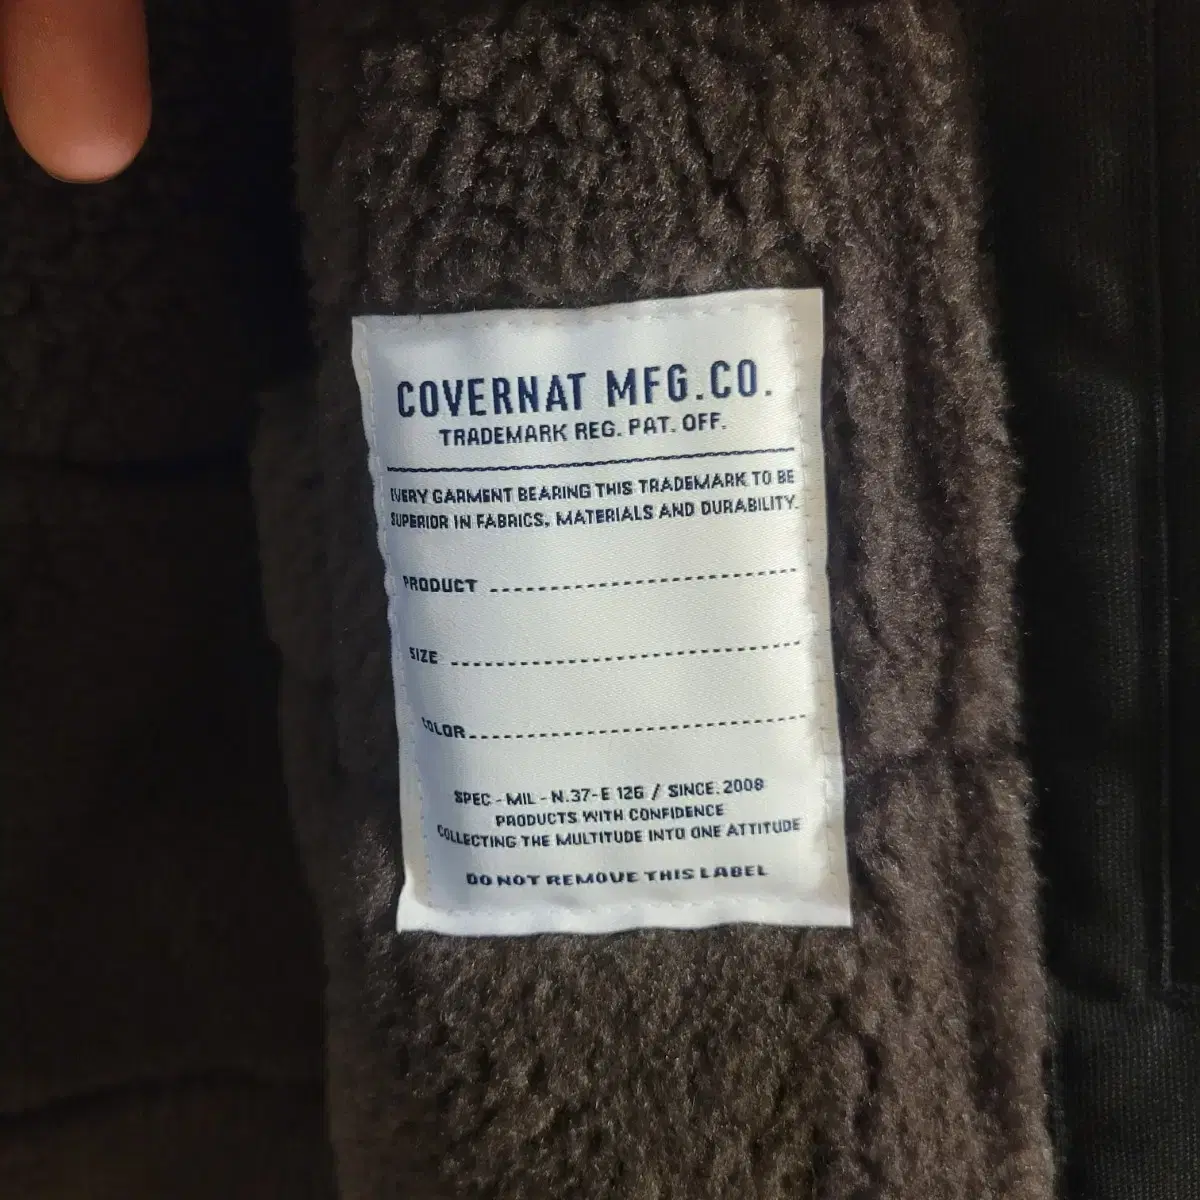 COVERNAT MFG.CO.
TRADEMARK REG. PAT. OFF.
EVERY GARMENT BEARING THIS TRADEMARK TO BE
SUPERIOR IN FABRICS, MATERIALS AND DURABILITY.
PRODUCT
SIZE
COLOR
SPEC - MIL - N.37-E 126 / SINCE.2008
PRODUCTS WITH CONFIDENCE
COLLECTING THE MULTITUDE INTO ONE ATTITUDE
DO NOT REMOVE THIS LABEL